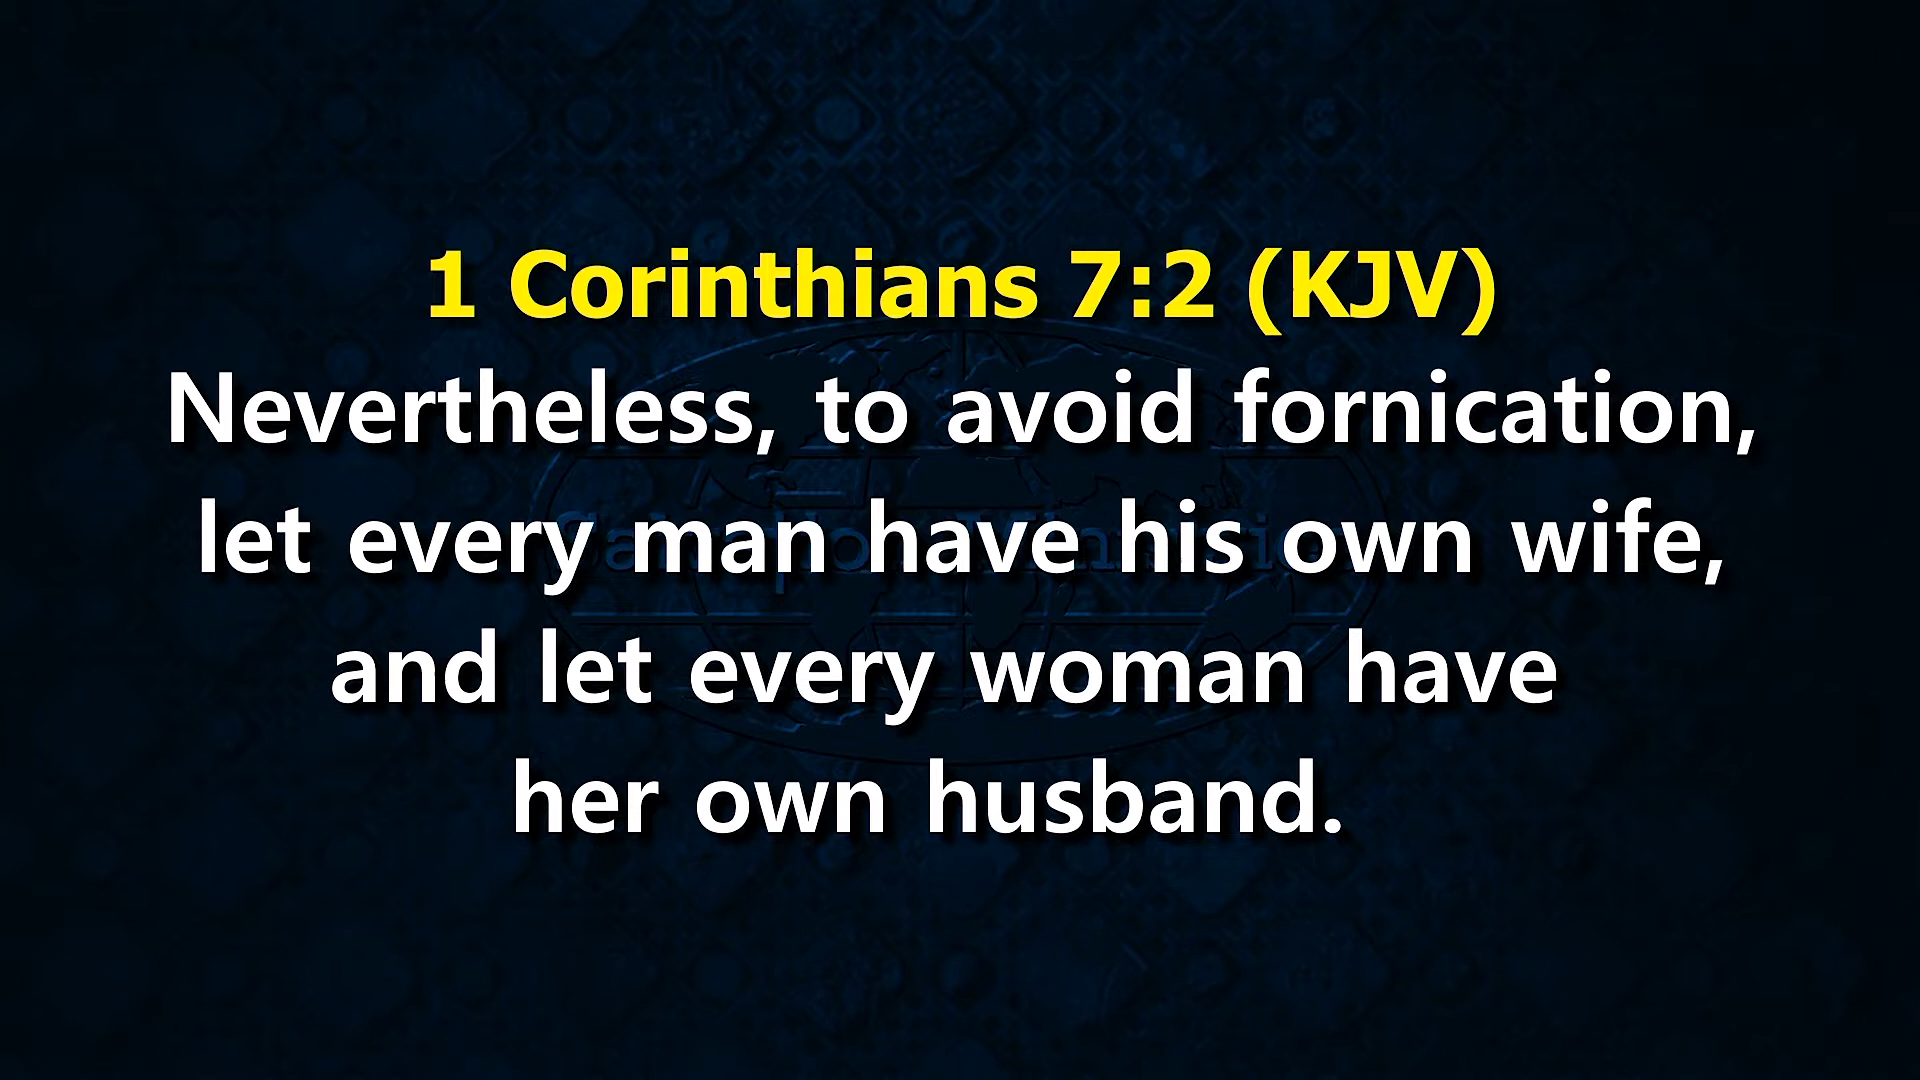 1 Corinthians 7:2 (KJV)
Nevertheless, to avoid fornication,
let every man have his own wife,
and let every woman have
her own husband.